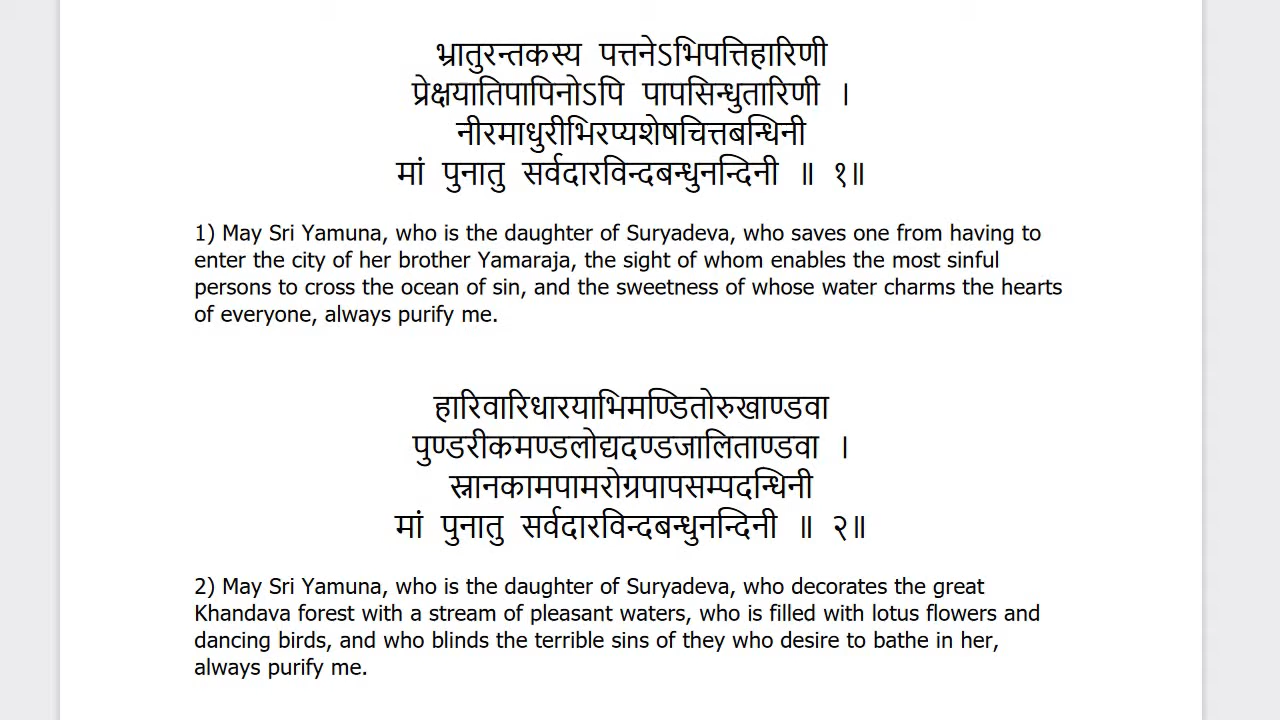 भ्रातुरन्तकस्य पत्तनेऽभिपत्तिहारिणी
प्रेक्षयातिपापिनोऽपि पापसिन्धुतारिणी ।
नीरमाधुरीभिरप्यशेषचित्तबन्धिनी
मां पुनातु सर्वदारविन्दबन्धुनन्दिनी ॥ १॥
1) May Sri Yamuna, who is the daughter of Suryadeva, who saves one from having to
enter the city of her brother Yamaraja, the sight of whom enables the most sinful
persons to cross the ocean of sin, and the sweetness of whose water charms the hearts
of everyone, always purify me.
हारिवारिधारयाभिमण्डितोरुखाण्डवा
पुण्डरीकमण्डलोद्यदण्डजालिताण्डवा ।
स्नानकामपामरोग्रपापसम्पदन्धिनी
मां पुनातु सर्वदारविन्दबन्धुनन्दिनी ॥ २॥
2) May Sri Yamuna, who is the daughter of Suryadeva, who decorates the great
Khandava forest with a stream of pleasant waters, who is filled with lotus flowers and
dancing birds, and who blinds the terrible sins of they who desire to bathe in her,
always purify me.